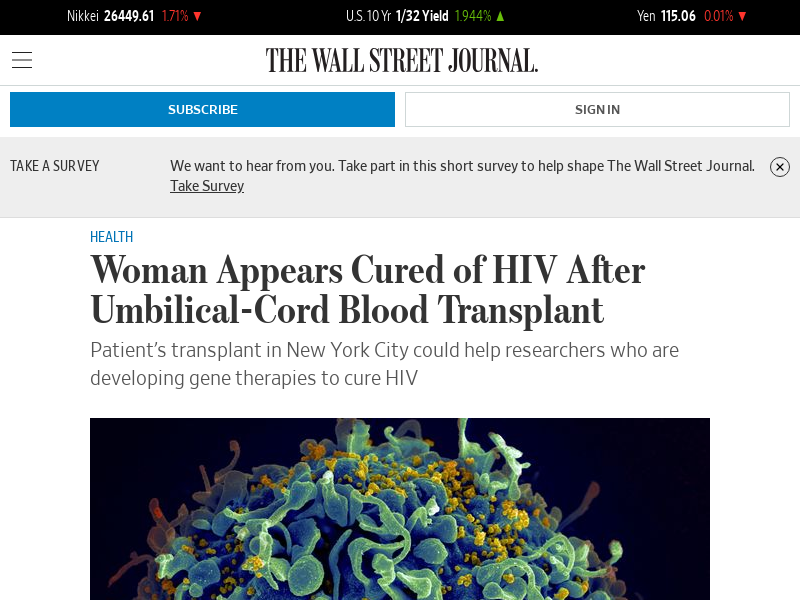 Nikkei 26449.61 1.71% ▼ U.S. 10 Yr 1/32 Yield 1.944% ▲ Yen 115.06 0.01% ▼
THE WALL STREET JOURNAL.
SUBSCRIBE SIGN IN
TAKE A SURVEY We want to hear from you. Take part in this short survey to help shape The Wall Street Journal.
Take Survey
HEALTH
Woman Appears Cured of HIV After
Umbilical-Cord Blood Transplant
Patient’s transplant in New York City could help researchers who are
developing gene therapies to cure HIV